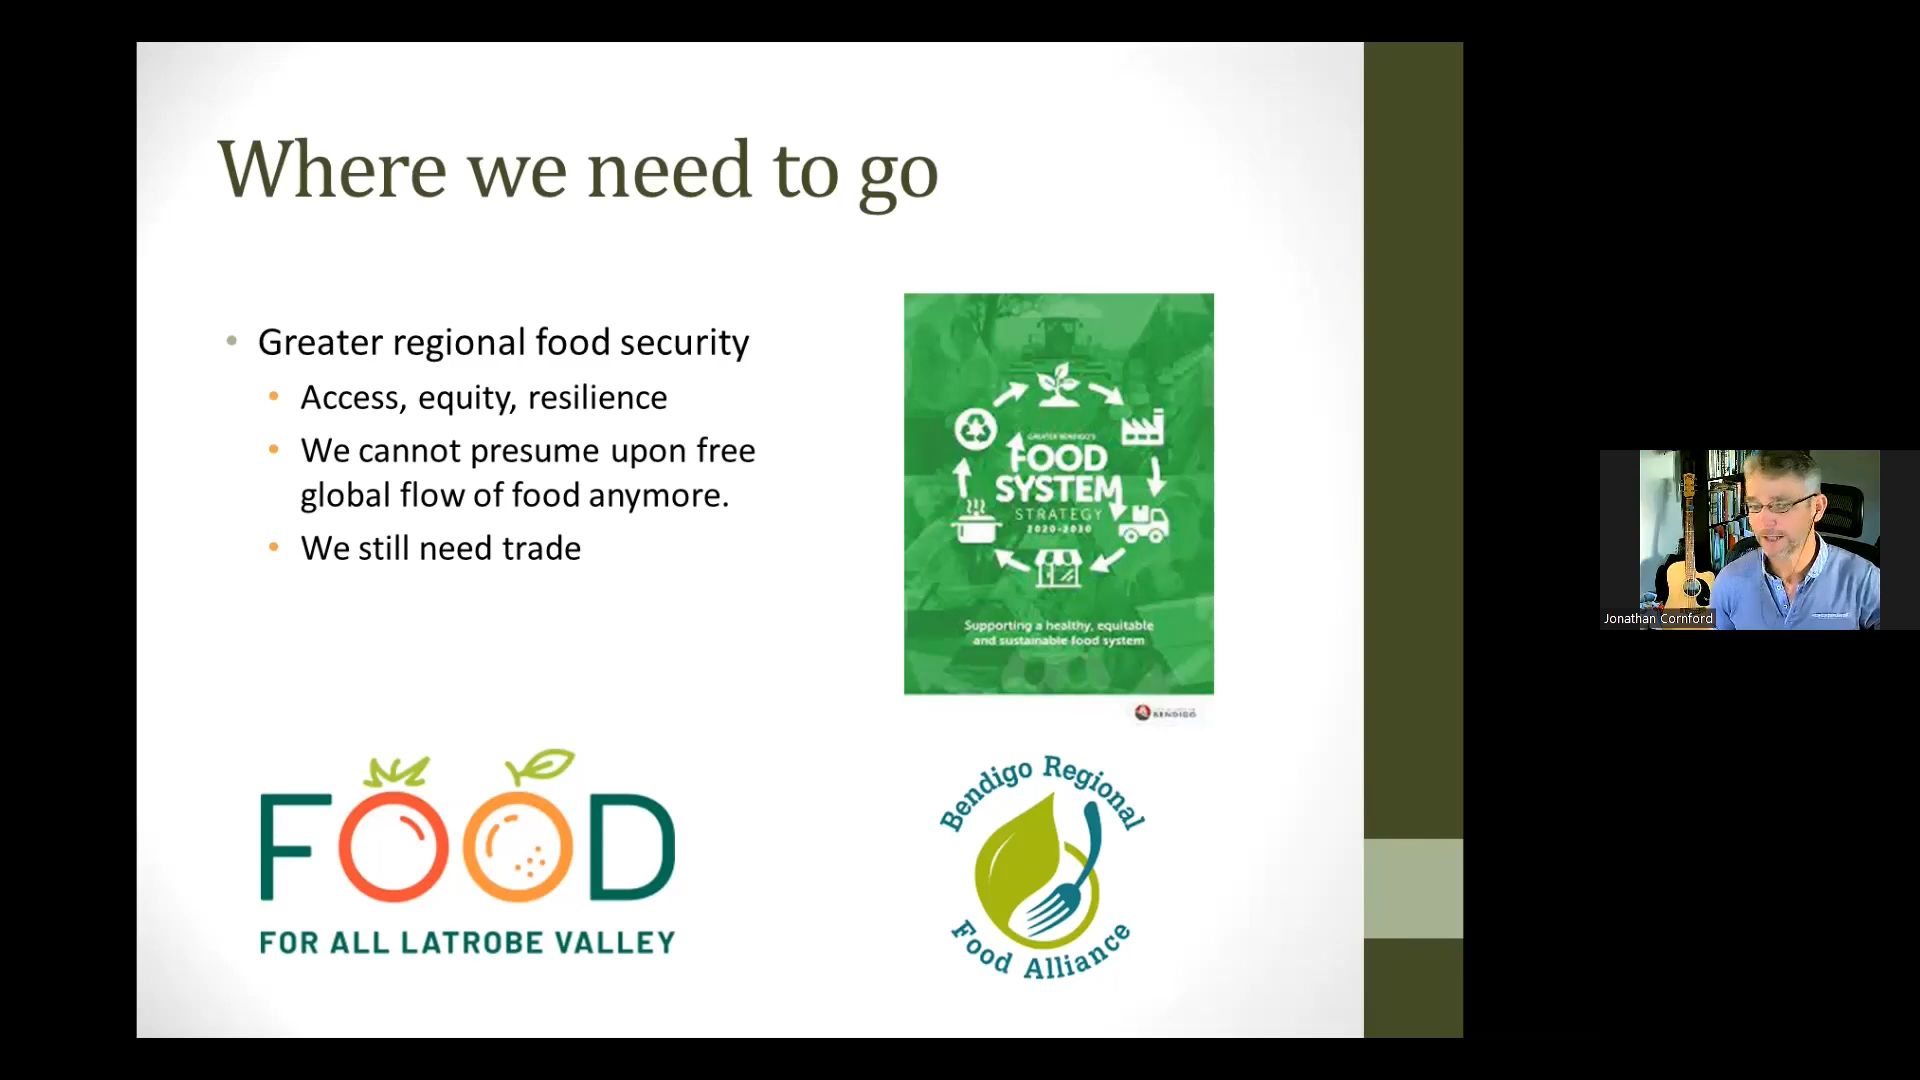 Where we need to go
• Greater regional food security
• Access, equity, resilience
• We cannot presume upon free
global flow of food anymore.
• We still need trade
GREATER BENDIGO'S
FOOD
SYSTEM
STRATEGY
2020-2030
Supporting a healthy, equitable
and sustainable food system
BENDIGO
FOOD
FOR ALL LATROBE VALLEY
Bendigo Regional
Food Alliance
Jonathan Cornford